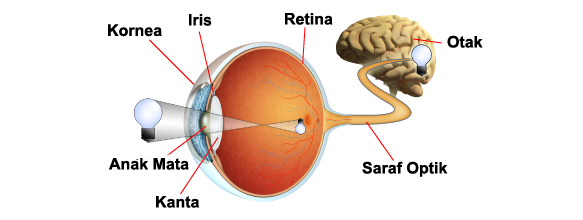 Kornea
Iris
Retina
Otak
Anak Mata
Kanta
Saraf Optik